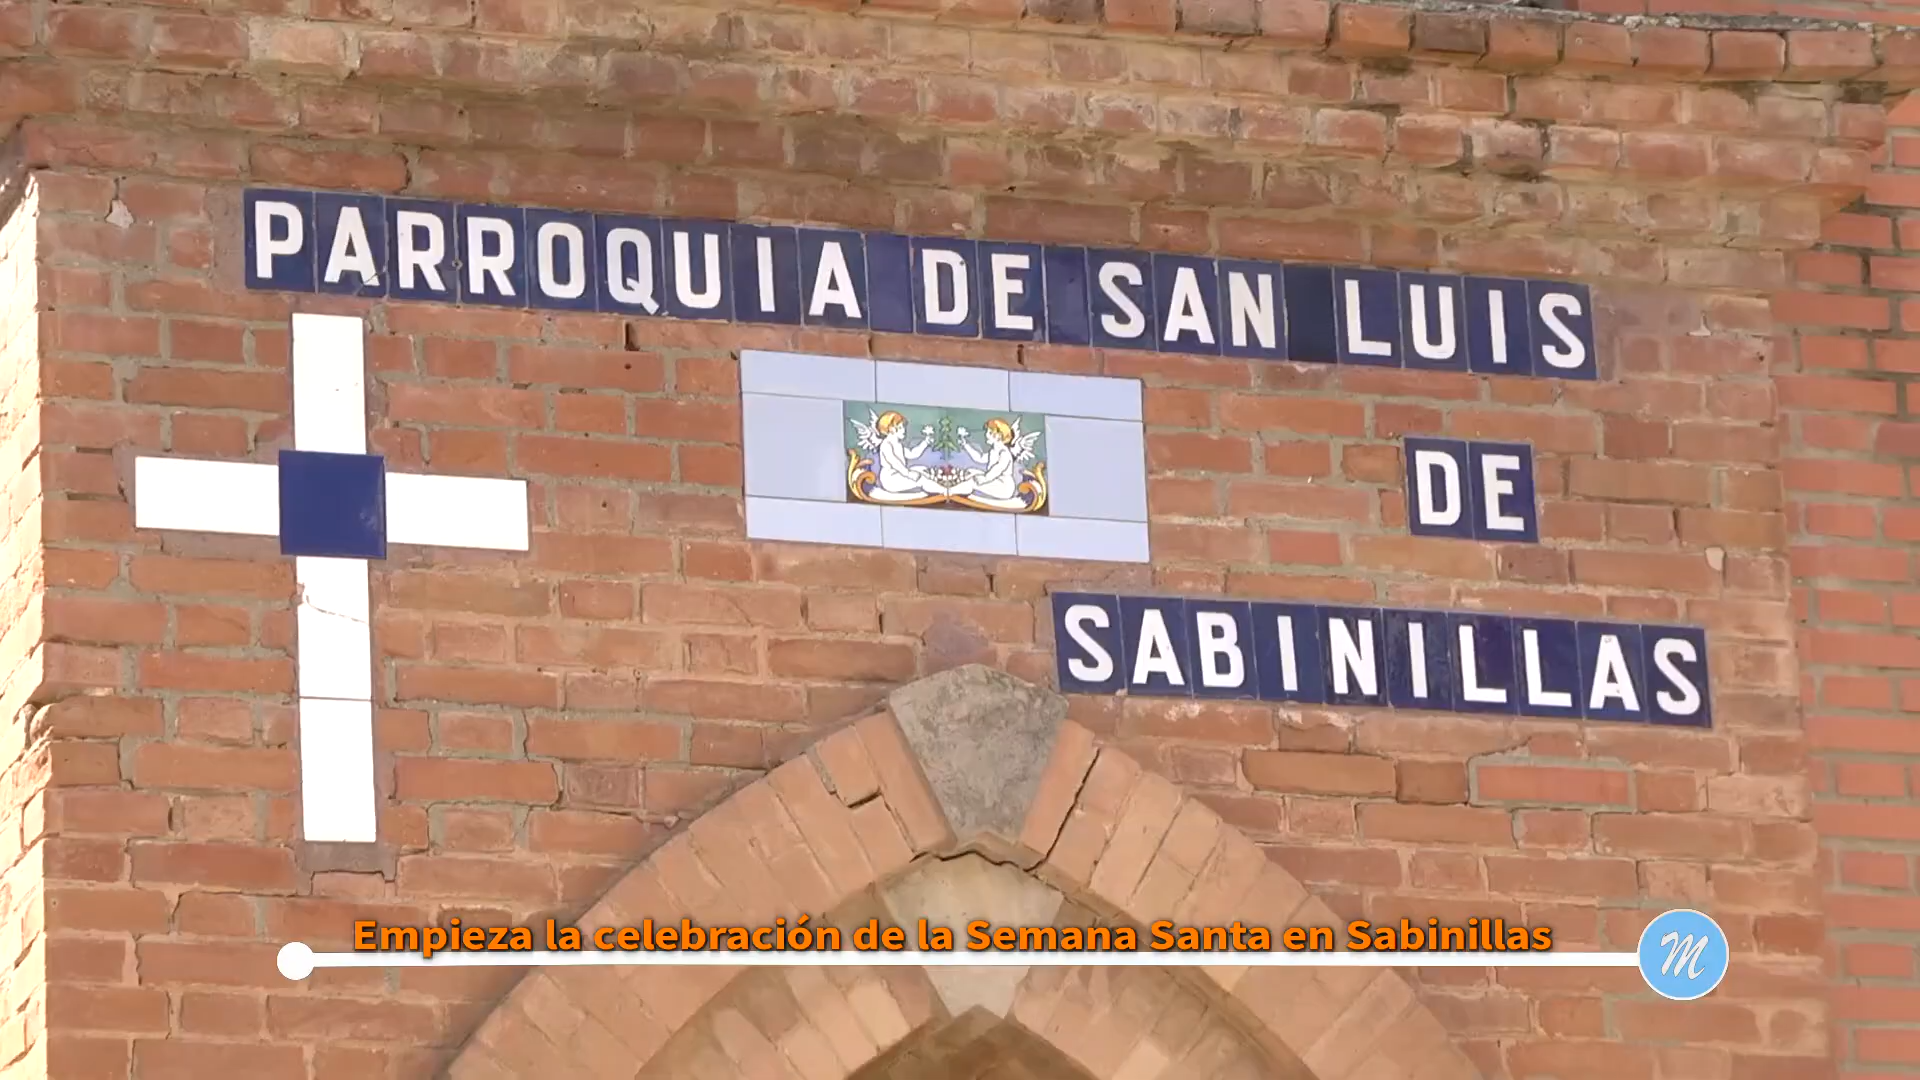 PARROQUIA DE SAN LUIS
DE
SABINILLAS
Empieza la celebración de la Semana Santa en Sabinillas
M